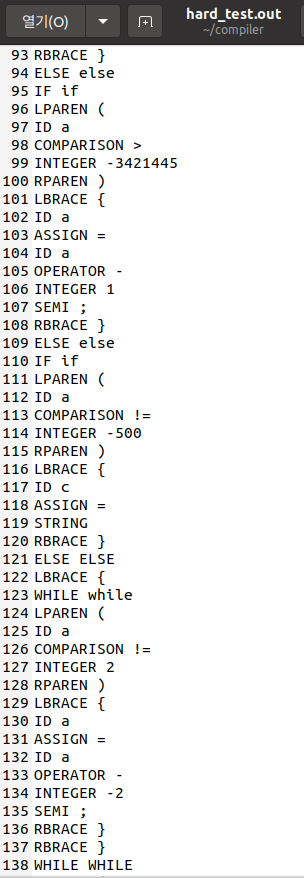 열기(O)
hard_test.out
~/compiler
93 RBRACE }
94 ELSE else
95 IF if
96 LPAREN (
97 ID a
98 COMPARISON >
99 INTEGER -3421445
100 RPAREN )
101 LBRACE {
102 ID a
103 ASSIGN =
104 ID a
105 OPERATOR -
106 INTEGER 1
107 SEMI ;
108 RBRACE }
109 ELSE else
110 IF if
111 LPAREN (
112 ID a
113 COMPARISON !=
114 INTEGER -500
115 RPAREN )
116 LBRACE {
117 ID c
118 ASSIGN =
119 STRING
120 RBRACE }
121 ELSE ELSE
122 LBRACE {
123 WHILE while
124 LPAREN (
125 ID a
126 COMPARISON !=
127 INTEGER 2
128 RPAREN )
129 LBRACE {
130 ID a
131 ASSIGN =
132 ID a
133 OPERATOR -
134 INTEGER -2
135 SEMI ;
136 RBRACE }
137 RBRACE }
138 WHILE WHILE